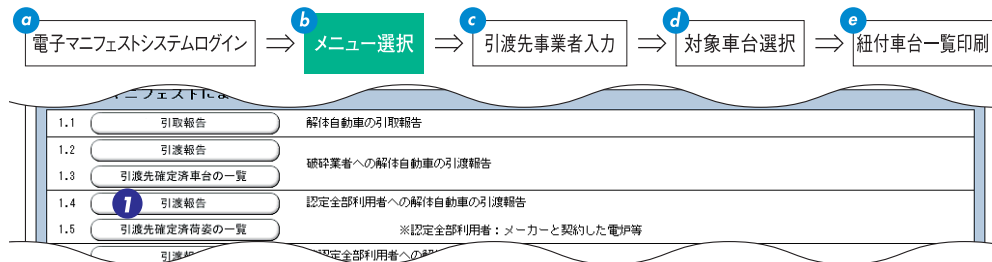 a 電子マニフェストシステムログイン ⇒ b メニュー選択 ⇒ c 引渡先事業者入力 ⇒ d 対象車台選択 ⇒ e 紐付車台一覧印刷
1.1 引取報告 解体自動車の引取報告
1.2 引渡報告
破砕業者への解体自動車の引渡報告
1.3 引渡先確定済車台の一覧
1.4 1 引渡報告 認定全部利用者への解体自動車の引渡報告
1.5 引渡先確定済荷姿の一覧 ※認定全部利用者：メーカーと契約した電炉等